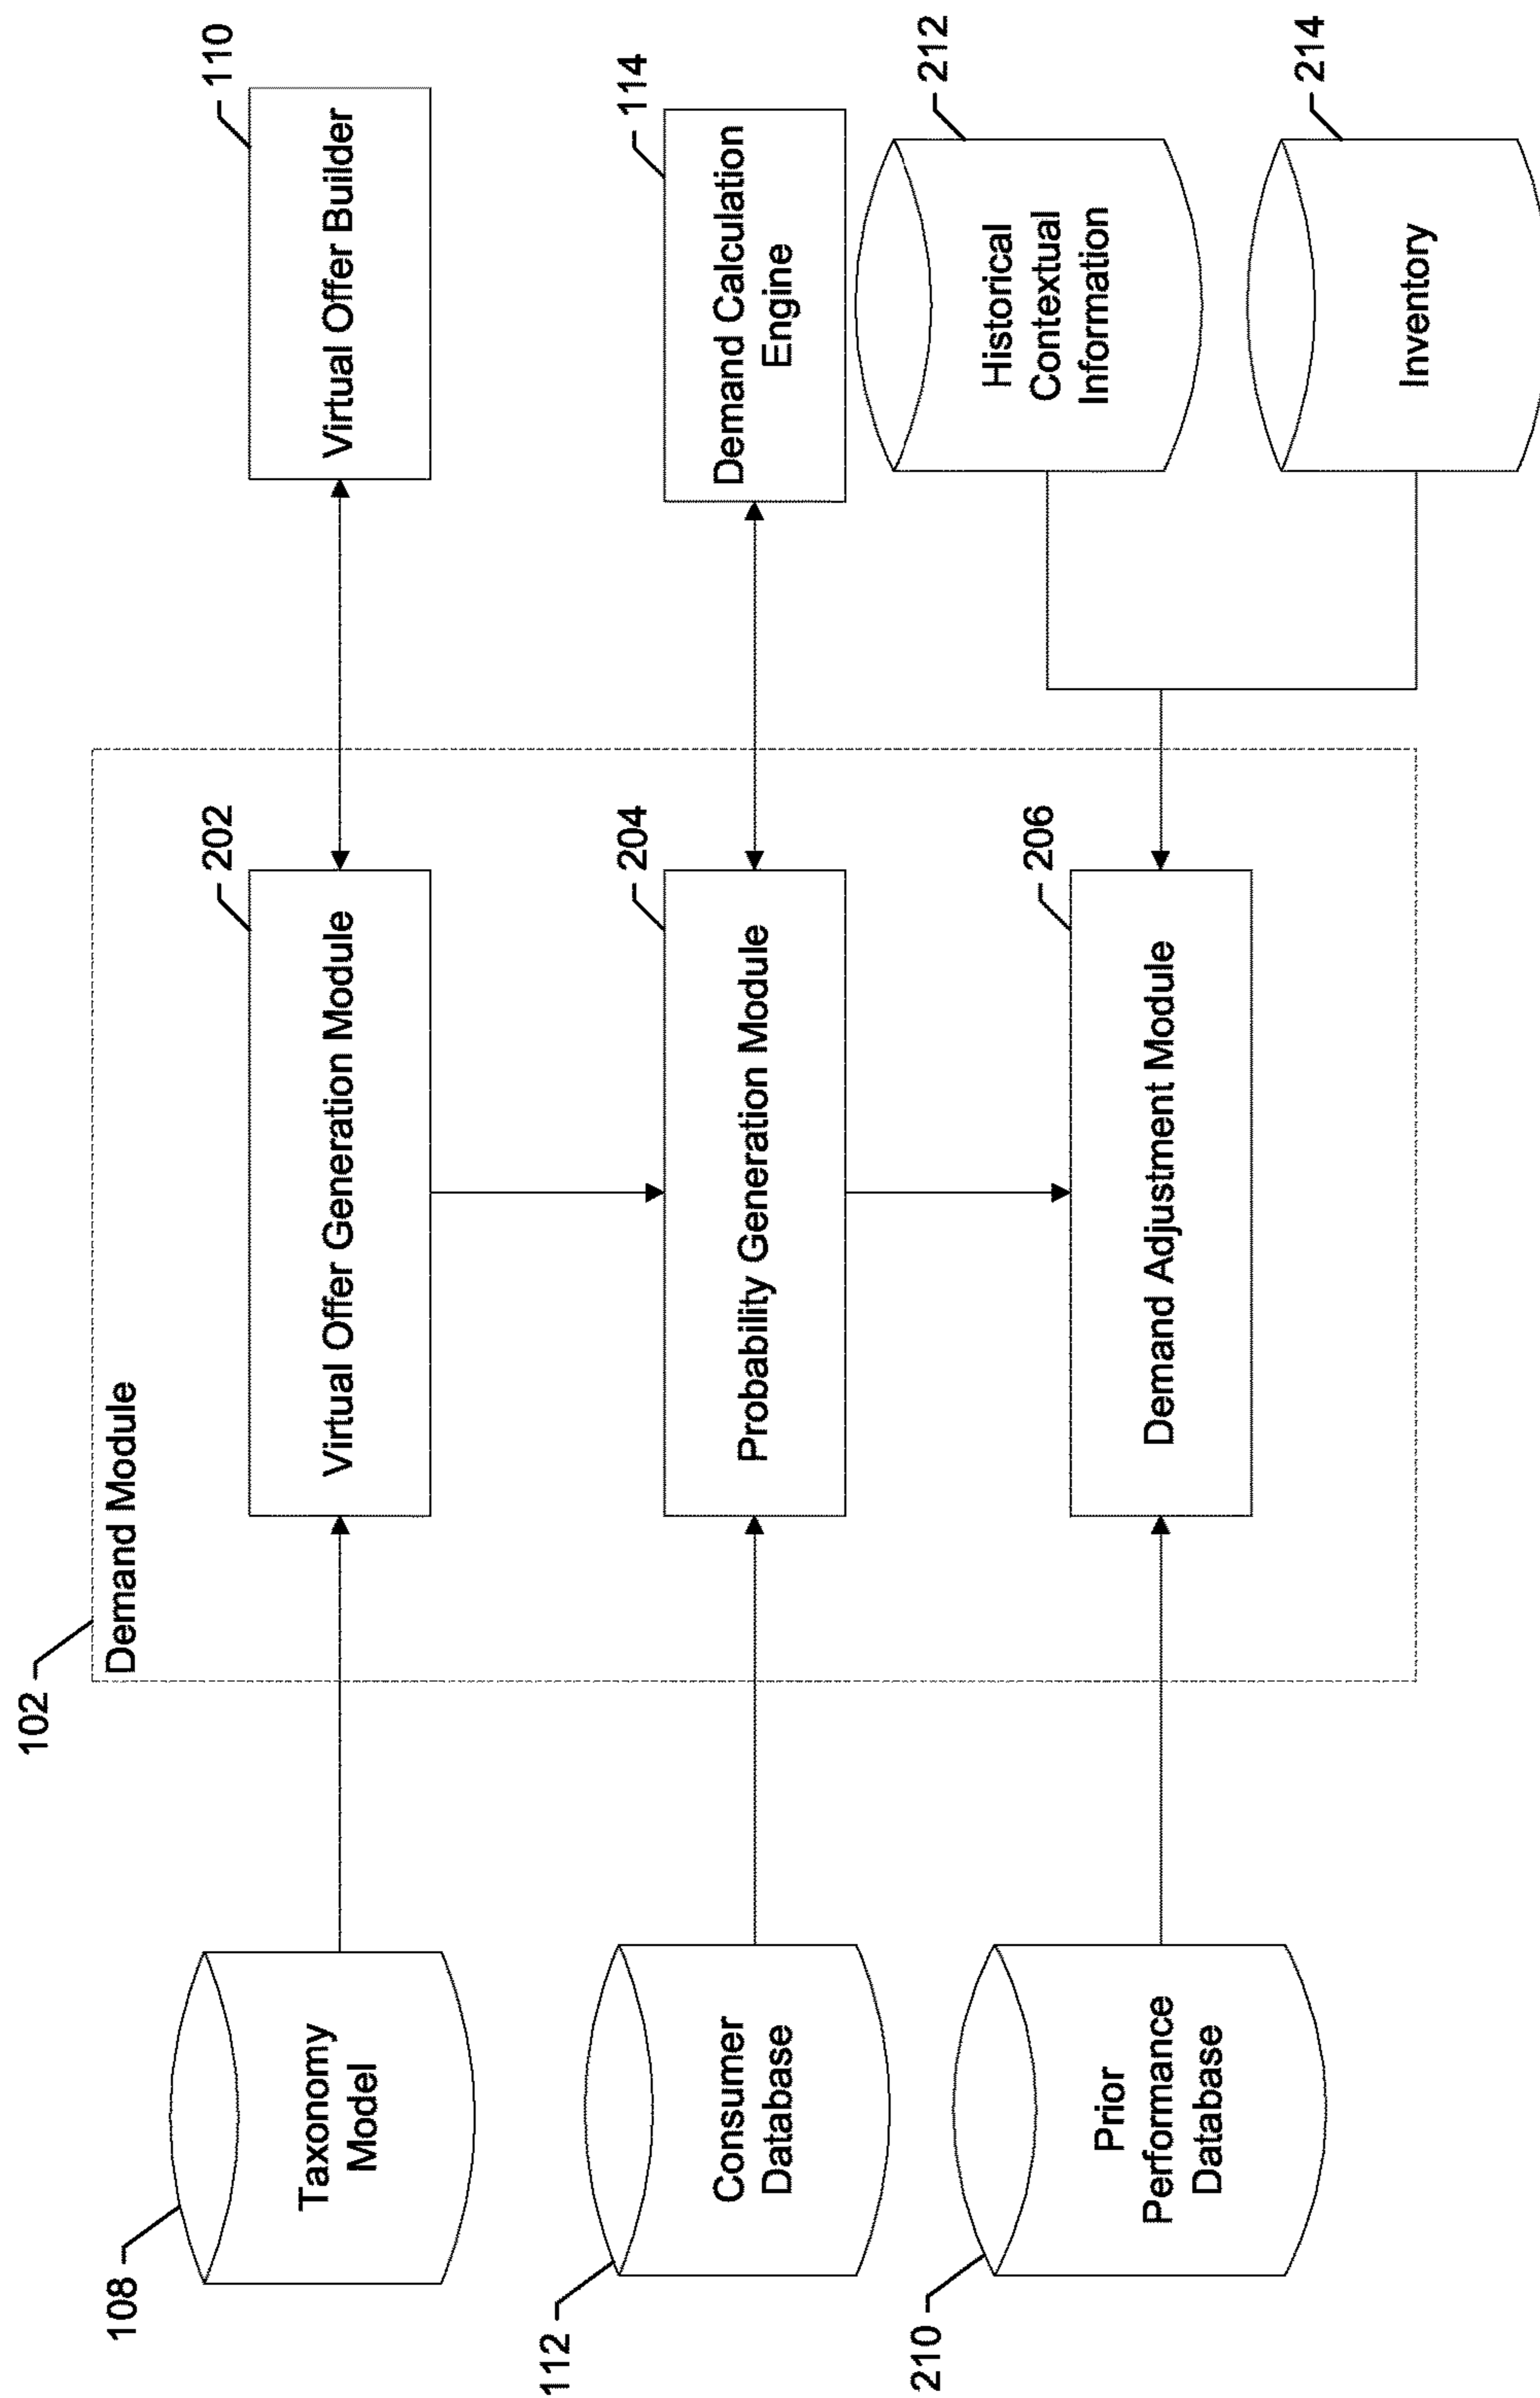 102
Demand Module
108
Taxonomy
Model
202
Virtual Offer Generation Module
110
Virtual Offer Builder
112
Consumer
Database
204
Probability Generation Module
114
Demand Calculation
Engine
210
Prior
Performance
Database
206
Demand Adjustment Module
212
Historical
Contextual
Information
214
Inventory